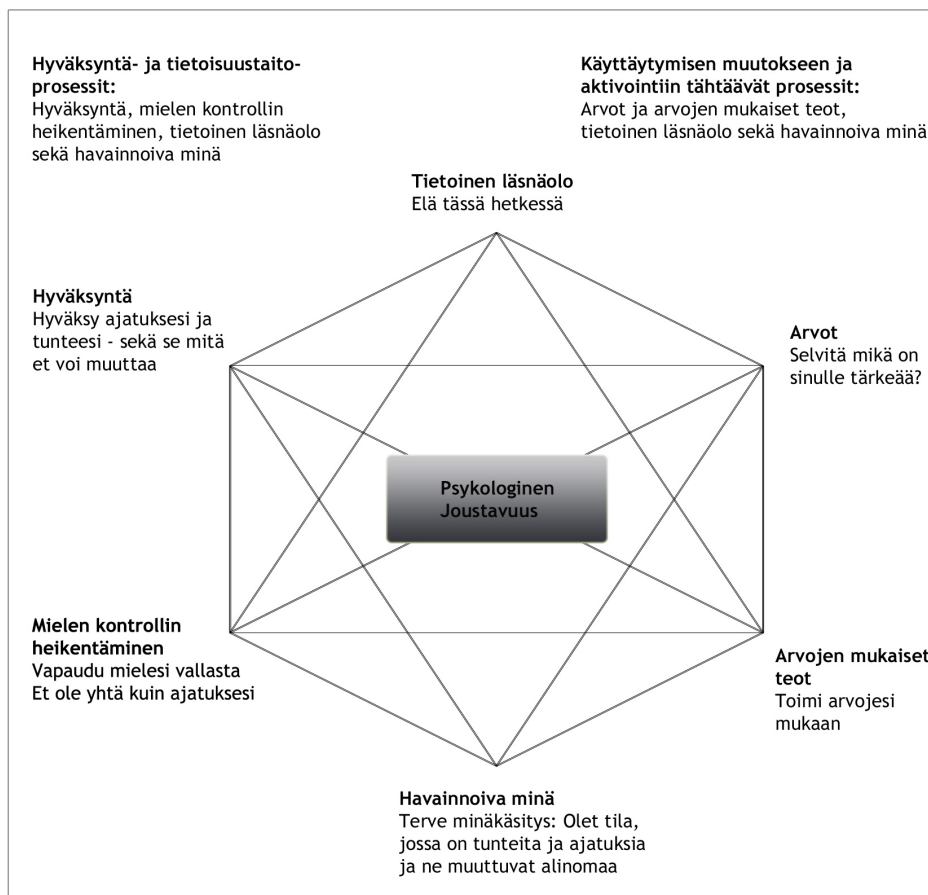 Hyväksyntä- ja tietoisuustaito-
prosessit:
Hyväksyntä, mielen kontrollin
heikentäminen, tietoinen läsnäolo
sekä havainnoiva minä
Käyttäytymisen muutokseen ja
aktivointiin tähtäävät prosessit:
Arvot ja arvojen mukaiset teot,
tietoinen läsnäolo sekä havainnoiva minä
Tietoinen läsnäolo
Elä tässä hetkessä
Hyväksyntä
Hyväksy ajatuksesi ja
tunteesi - sekä se mitä
et voi muuttaa
Arvot
Selvitä mikä on
sinulle tärkeää?
Psykologinen
Joustavuus
Mielen kontrollin
heikentäminen
Vapaudu mielesi vallasta
Et ole yhtä kuin ajatuksesi
Arvojen mukaiset
teot
Toimi arvojesi
mukaan
Havainnoiva minä
Terve minäkäsitys: Olet tila,
jossa on tunteita ja ajatuksia
ja ne muuttuvat alinomaa